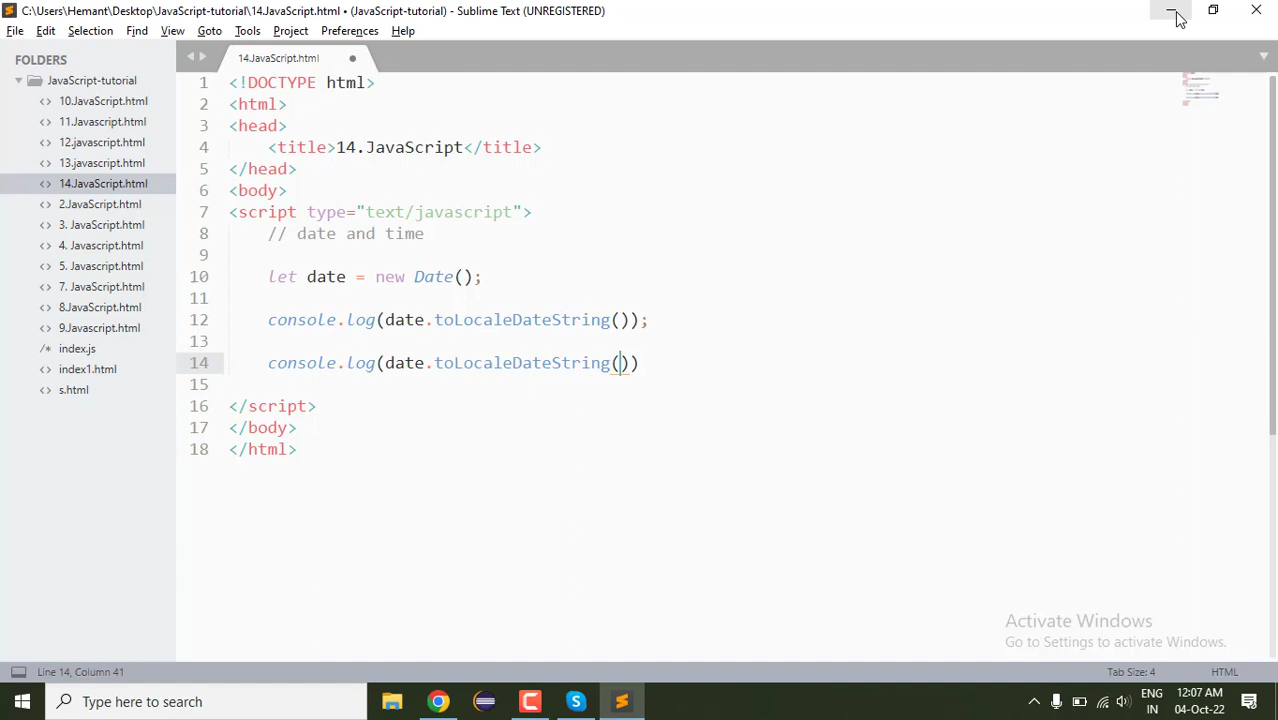 C:\Users\Hemant\Desktop\JavaScript-tutorial\14.JavaScript.html • (JavaScript-tutorial) - Sublime Text (UNREGISTERED)
File Edit Selection Find View Goto Tools Project Preferences Help
FOLDERS
JavaScript-tutorial
10.JavaScript.html
11.Javascript.html
12.javascript.html
13.javascript.html
14.JavaScript.html
2.JavaScript.html
3. JavaScript.html
4. Javascript.html
5. Javascript.html
7. JavaScript.html
8.JavaScript.html
9.Javascript.html
index.js
index1.html
s.html
14.JavaScript.html
1 <!DOCTYPE html>
2 <html>
3 <head>
4 <title>14.JavaScript</title>
5 </head>
6 <body>
7 <script type="text/javascript">
8 // date and time
9
10 let date = new Date();
11
12 console.log(date.toLocaleDateString());
13
14 console.log(date.toLocaleDateString())
15
16 </script>
17 </body>
18 </html>
Activate Windows
Go to Settings to activate Windows.
Line 14, Column 41
Tab Size: 4
HTML
Type here to search
ENG
IN
12:07 AM
04-Oct-22